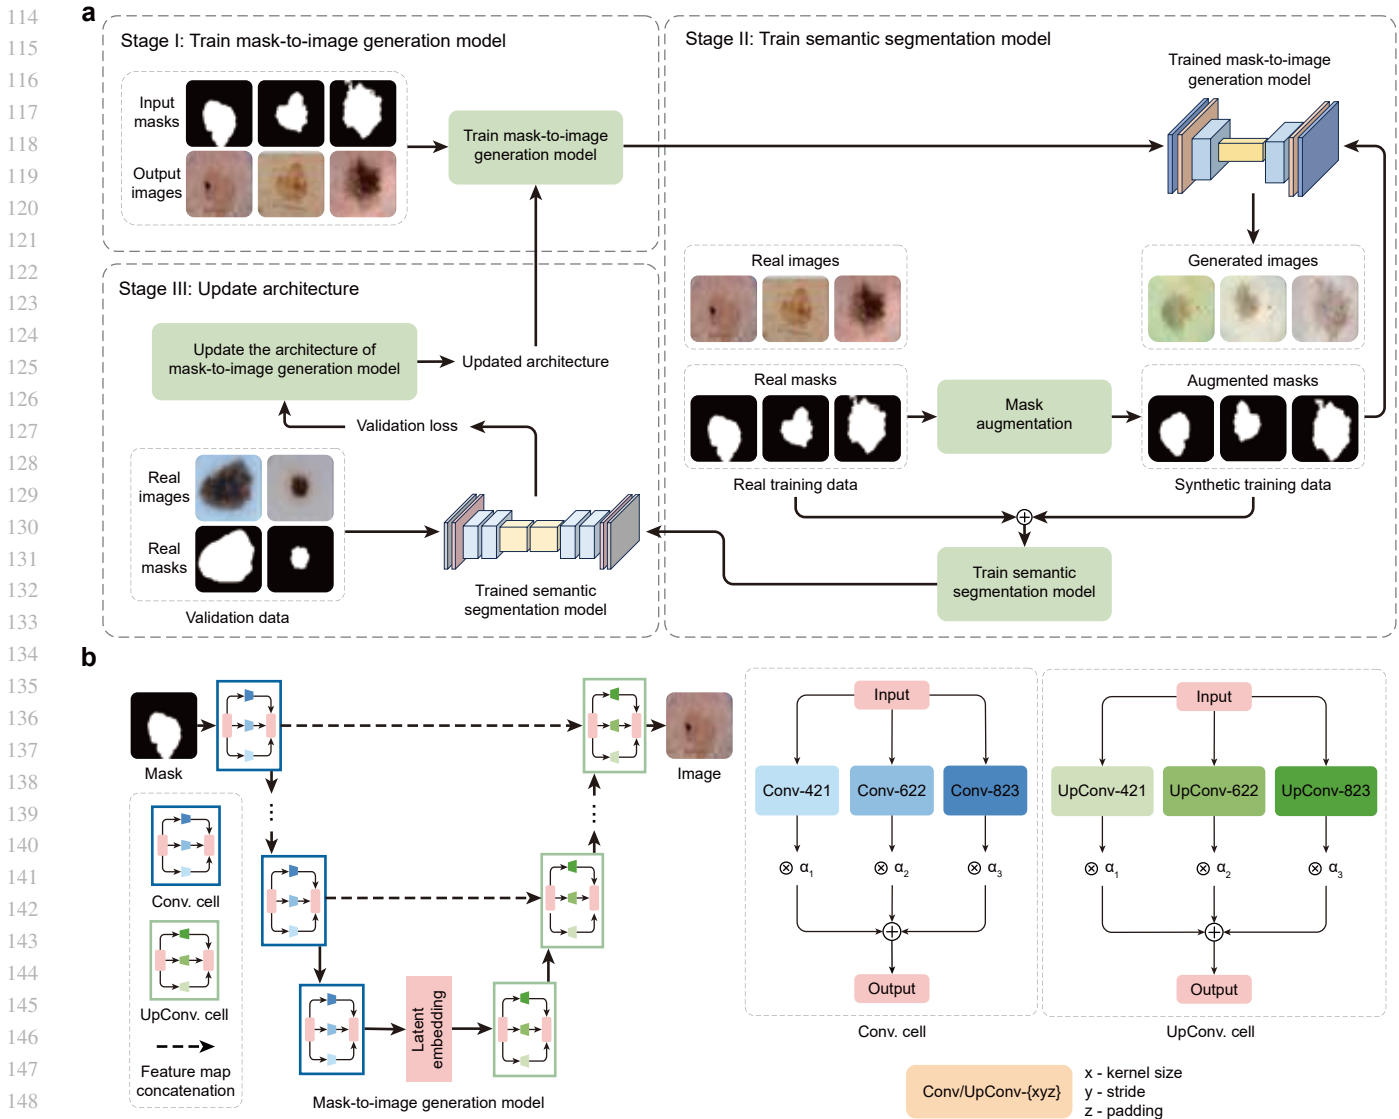 114
115
116
117
118
119
120
121
122
123
124
125
126
127
128
129
130
131
132
133
134
135
136
137
138
139
140
141
142
143
144
145
146
147
148
a
Stage I: Train mask-to-image generation model
Input
masks
Output
images
Train mask-to-image
generation model
Stage II: Train semantic segmentation model
Trained mask-to-image
generation model
Real images
Generated images
Real masks
Mask
augmentation
Augmented masks
Real training data
Synthetic training data
Train semantic
segmentation model
Stage III: Update architecture
Update the architecture of
mask-to-image generation model
Updated architecture
Validation loss
Real
images
Real
masks
Validation data
Trained semantic
segmentation model
b
Mask
Image
Conv. cell
UpConv. cell
Feature map
concatenation
Latent
embedding
Mask-to-image generation model
Input
Conv-421
Conv-622
Conv-823
⊗ α1
⊗ α2
⊗ α3
Output
Conv. cell
Input
UpConv-421
UpConv-622
UpConv-823
⊗ α1
⊗ α2
⊗ α3
Output
UpConv. cell
Conv/UpConv-{xyz}
x - kernel size
y - stride
z - padding